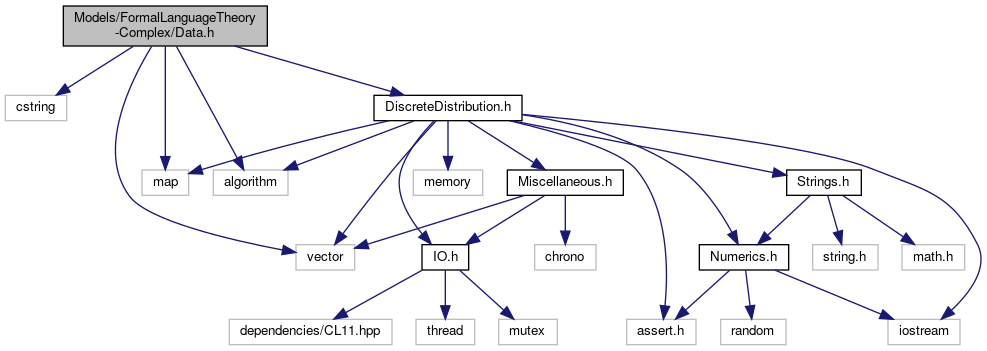 Models/FormalLanguageTheory
-Complex/Data.h
cstring
DiscreteDistribution.h
map
algorithm
memory
Miscellaneous.h
Strings.h
vector
IO.h
chrono
Numerics.h
string.h
math.h
dependencies/CL11.hpp
thread
mutex
assert.h
random
iostream